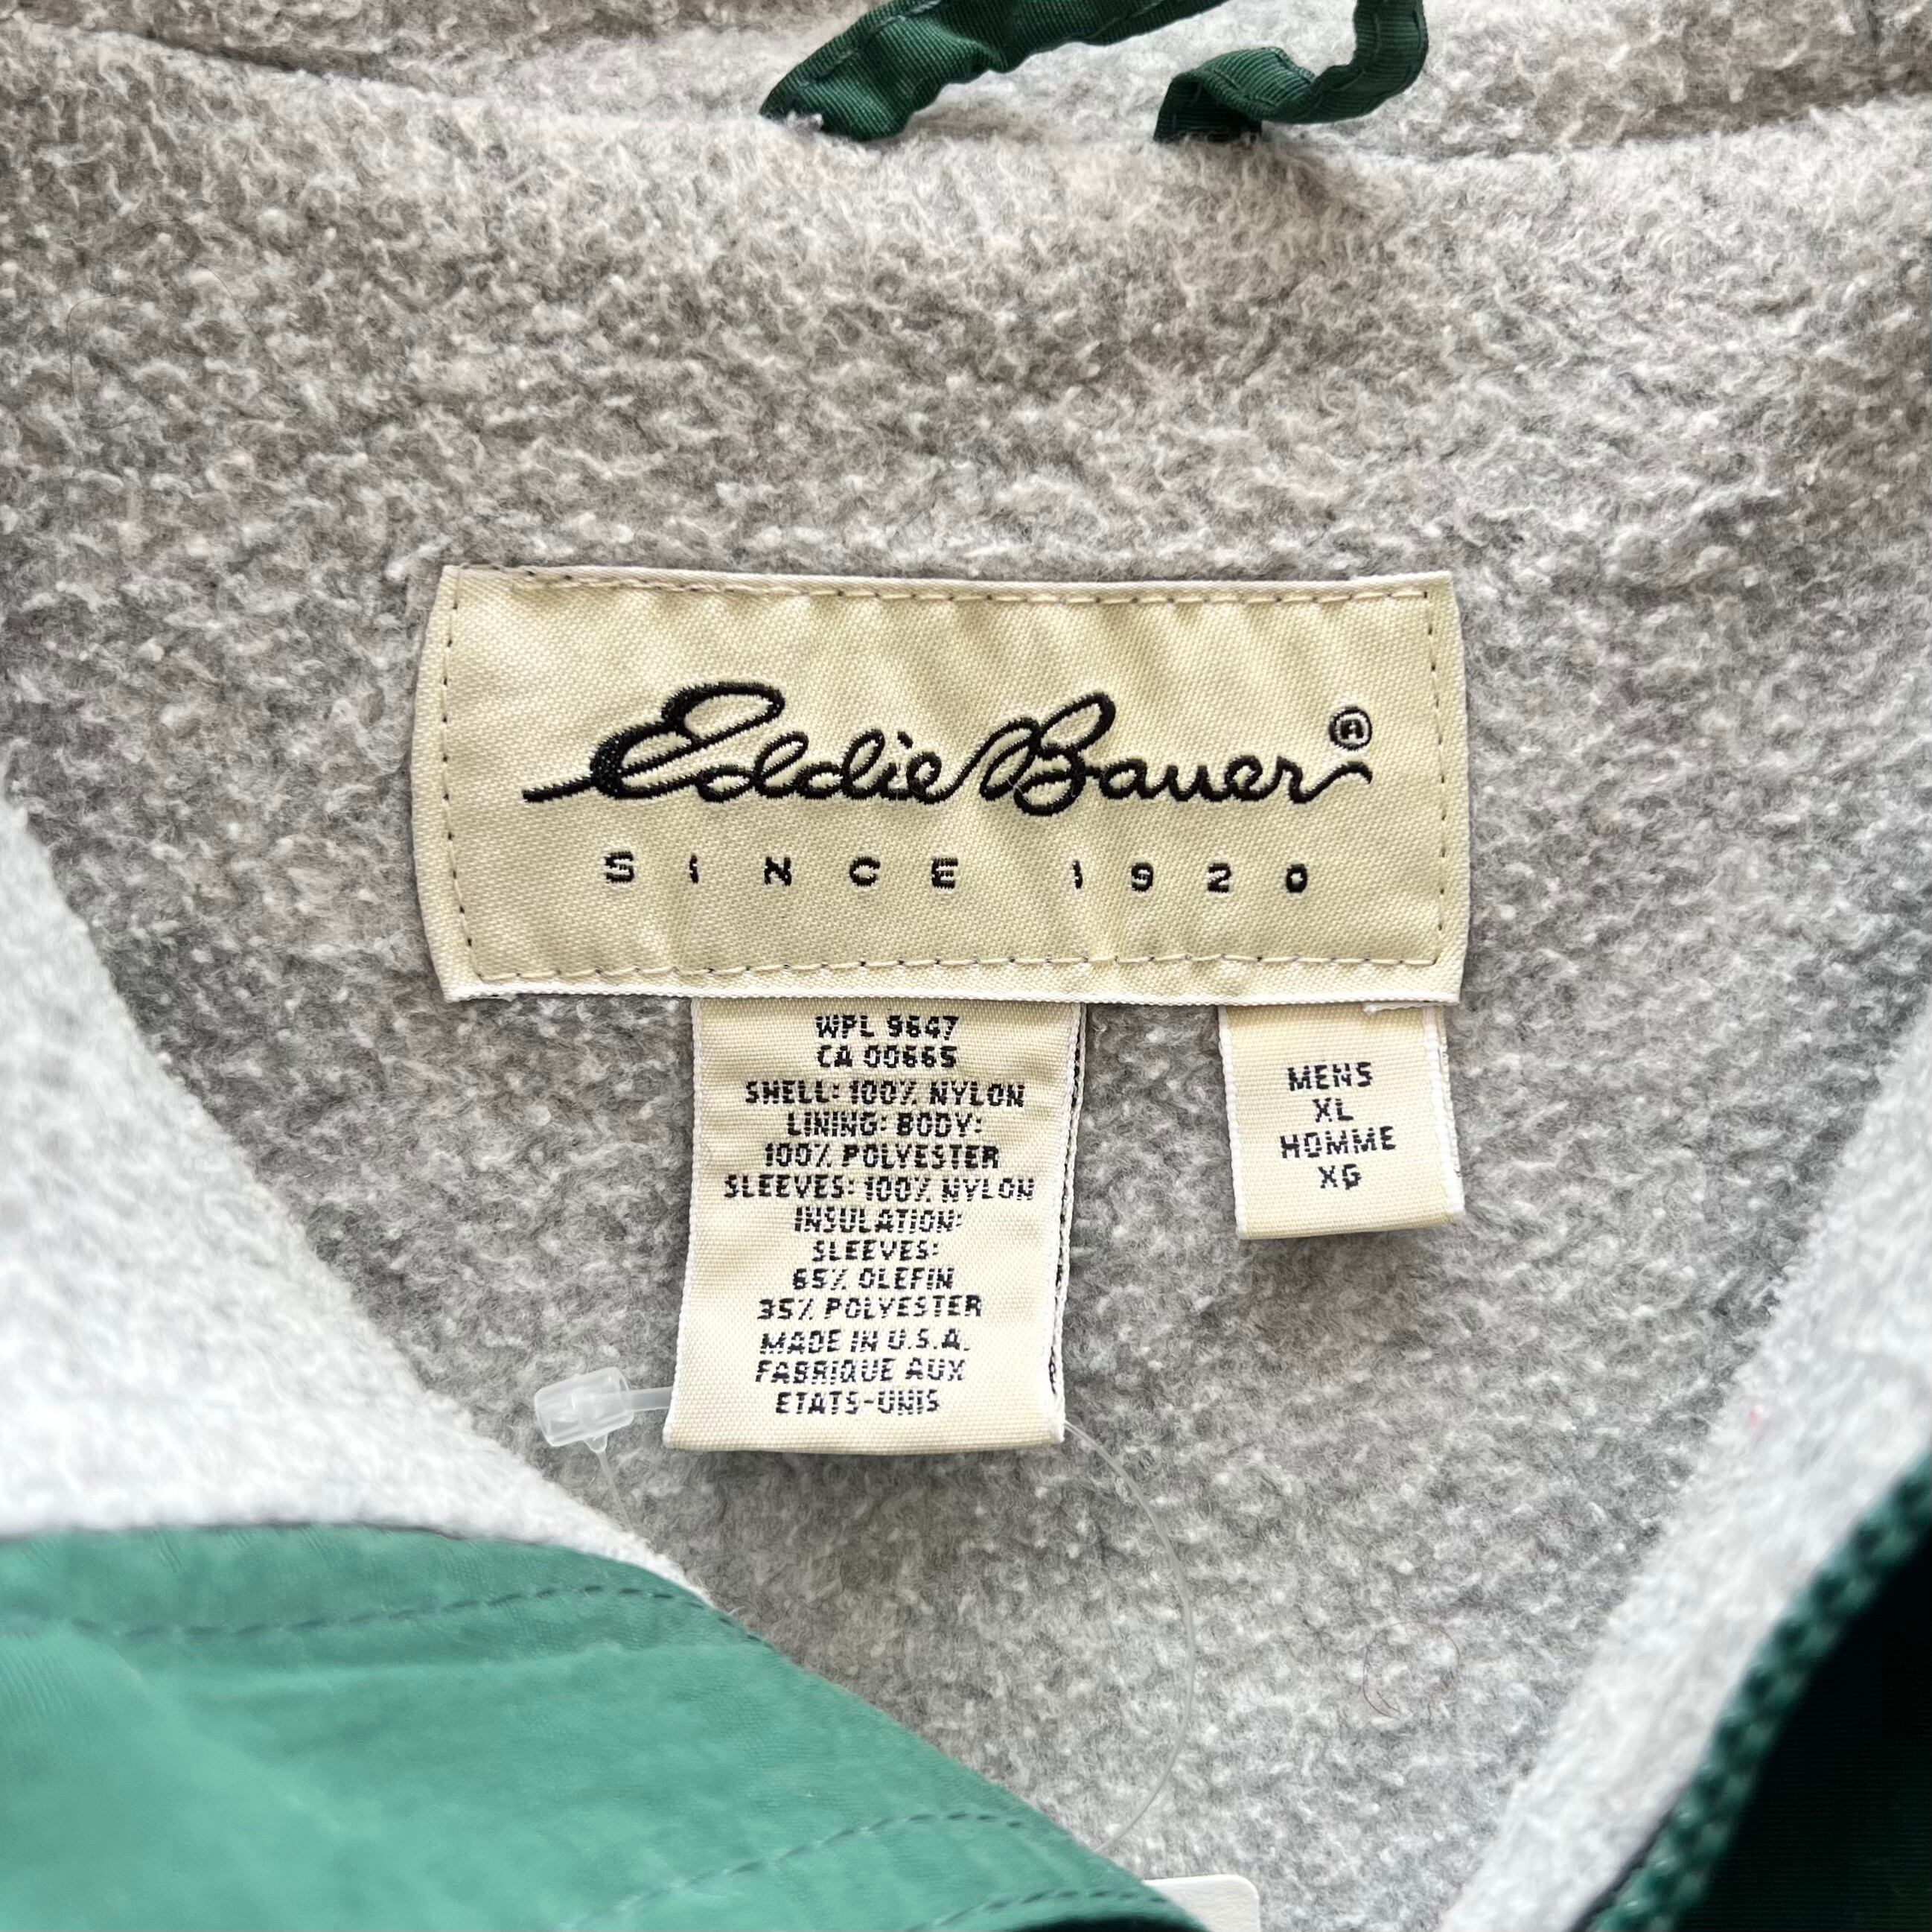 Eddie Bauer®
SINCE 1920
WPL 9647
CA 00665
SHELL: 100% NYLON
LINING: BODY:
100% POLYESTER
SLEEVES: 100% NYLON
INSULATION:
SLEEVES:
65% OLEFIN
35% POLYESTER
MADE IN U.S.A.
FABRIQUE AUX
ETATS-UNIS
MENS
XL
HOMME
XG